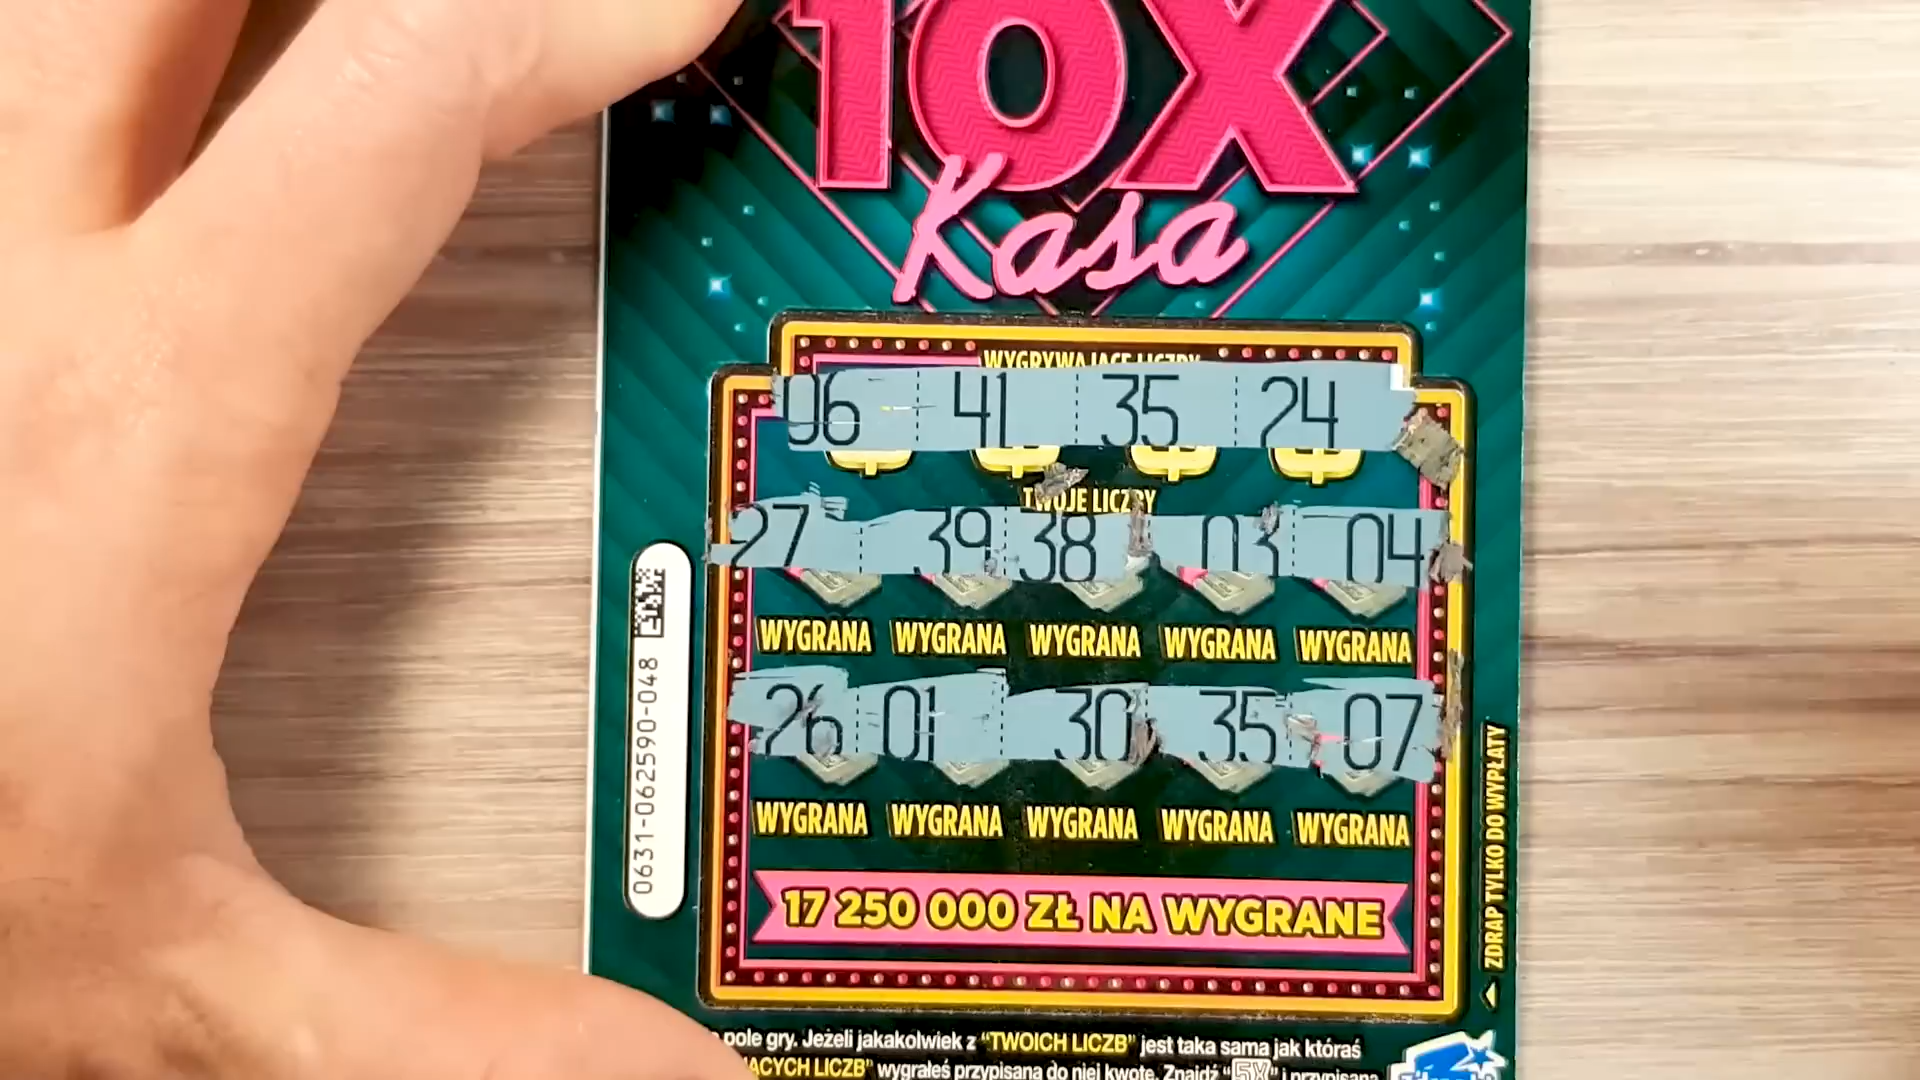 10X
Kasa
WYGRYWAJĄCE LICZBY
06 41 35 24
TWOJE LICZBY
27 39 38 03 04
WYGRANA WYGRANA WYGRANA WYGRANA WYGRANA
26 01 30 35 07
WYGRANA WYGRANA WYGRANA WYGRANA WYGRANA
17 250 000 ZŁ NA WYGRANE
0631-062590-048
ZDRAP TYLKO DO WYPŁATY
pole gry. Jeżeli jakakolwiek z “TWOICH LICZB” jest taka sama jak któraś
wygrałeś przypisaną do niej kwotę. Znajdź “5X” i przypisaną